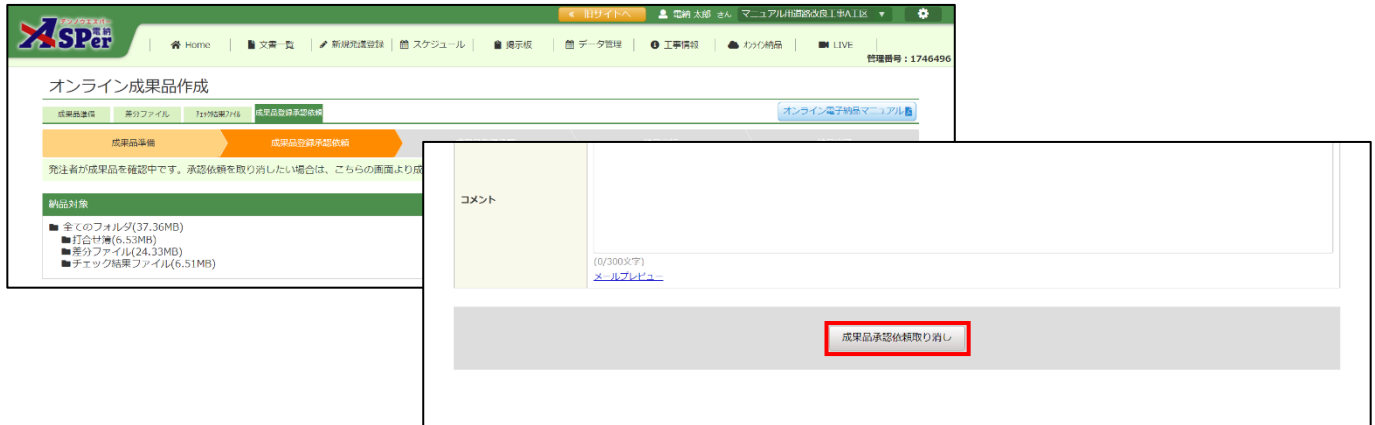 < 旧サイトへ
電納 太郎 さん マニュアル用道路改良工事A工区 ▼
ASPer 電納
Home
文書一覧
新規発議登録
スケジュール
掲示板
データ管理
工事情報
オンライン納品
LIVE
管理番号：1746496
オンライン成果品作成
成果品準備
差分ファイル
ﾁｪｯｸ結果ﾌｧｲﾙ
成果品登録承認依頼
オンライン電子納品マニュアル
成果品準備
成果品登録承認依頼
発注者が成果品を確認中です。承認依頼を取り消したい場合は、こちらの画面より成
納品対象
全てのフォルダ(37.36MB)
打合せ簿(6.53MB)
差分ファイル(24.33MB)
チェック結果ファイル(6.51MB)
コメント
(0/300文字)
メールプレビュー
成果品承認依頼取り消し